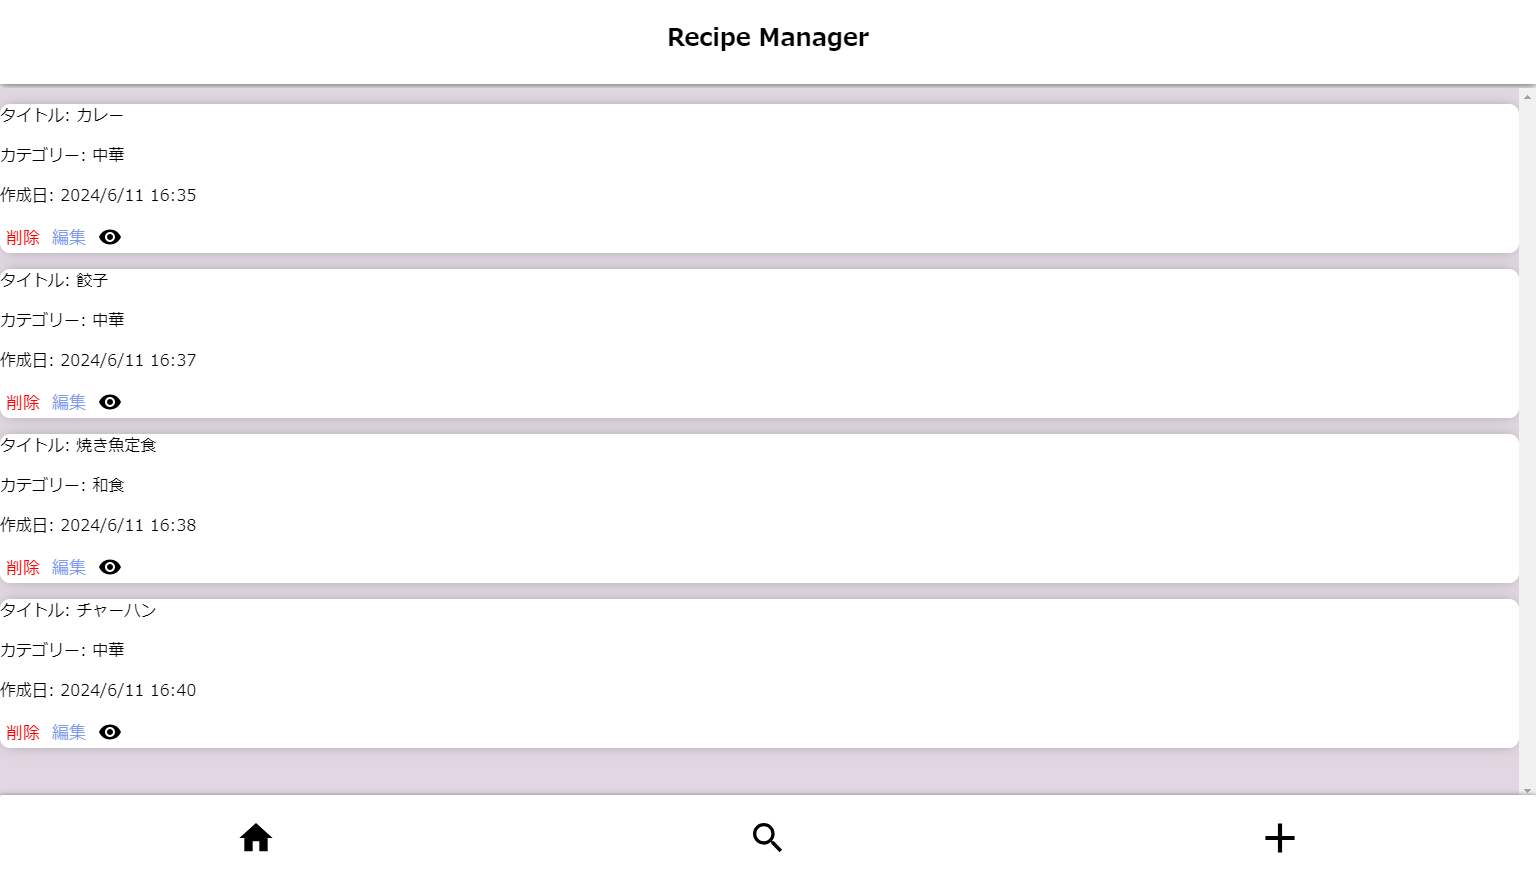 Recipe Manager
タイトル: カレー
カテゴリー: 中華
作成日: 2024/6/11 16:35
削除 編集
タイトル: 餃子
カテゴリー: 中華
作成日: 2024/6/11 16:37
削除 編集
タイトル: 焼き魚定食
カテゴリー: 和食
作成日: 2024/6/11 16:38
削除 編集
タイトル: チャーハン
カテゴリー: 中華
作成日: 2024/6/11 16:40
削除 編集